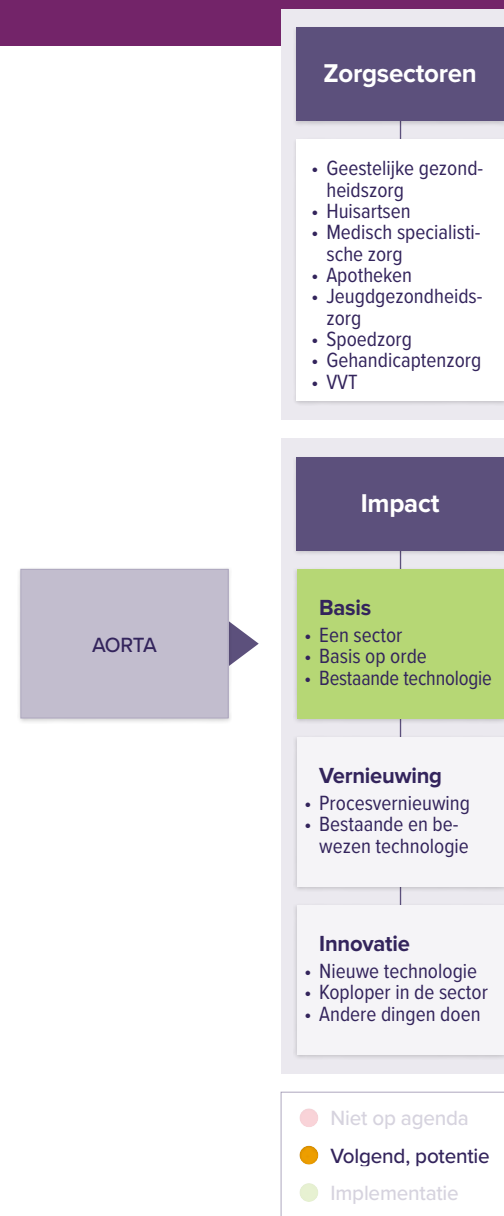 Zorgsectoren
• Geestelijke gezond-
heidszorg
• Huisartsen
• Medisch specialisti-
sche zorg
• Apotheken
• Jeugdgezondheids-
zorg
• Spoedzorg
• Gehandicaptenzorg
• VVT
Impact
AORTA
Basis
• Een sector
• Basis op orde
• Bestaande technologie
Vernieuwing
• Procesvernieuwing
• Bestaande en be-
wezen technologie
Innovatie
• Nieuwe technologie
• Koploper in de sector
• Andere dingen doen
Niet op agenda
Volgend, potentie
Implementatie